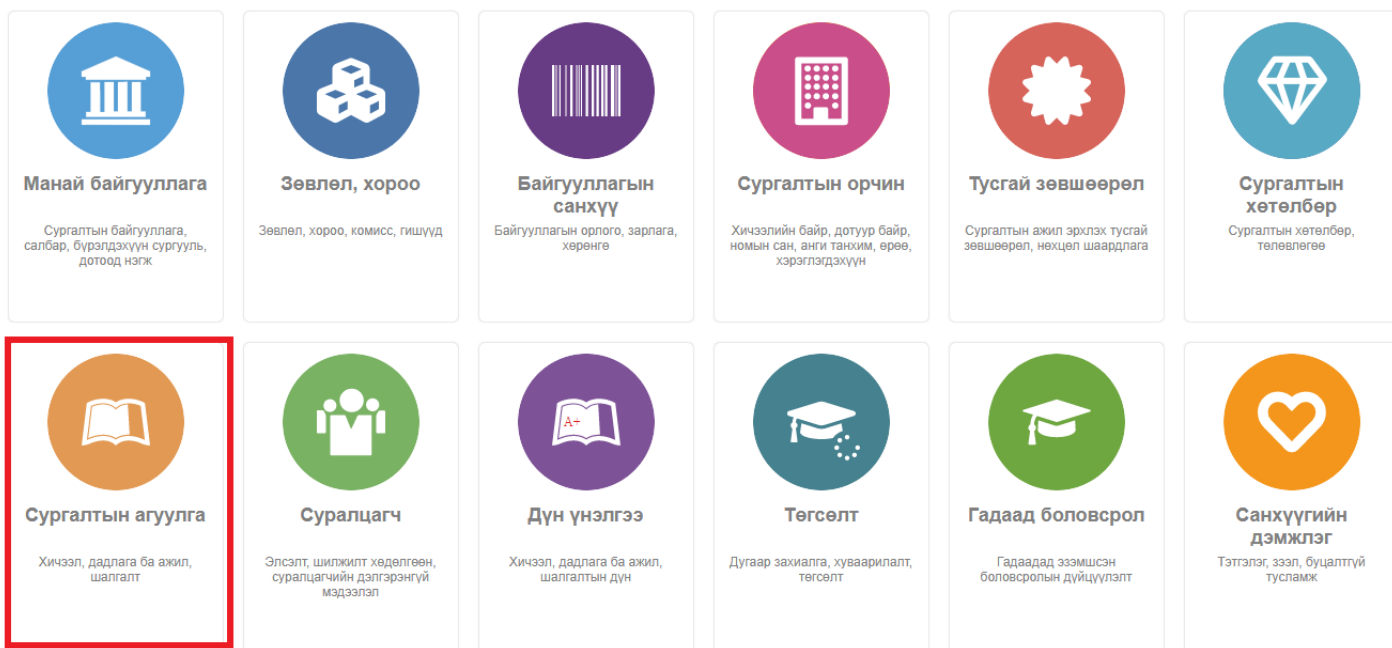 Манай байгууллага
Сургалтын байгууллага,
салбар, бүрэлдэхүүн сургууль,
дотоод нэгж
Зөвлөл, хороо
Зөвлөл, хороо, комисс, гишүүд
Байгууллагын
санхүү
Байгууллагын орлого, зарлага,
хөрөнгө
Сургалтын орчин
Хичээлийн байр, дотуур байр,
номын сан, анги танхим, өрөө,
хэрэглэгдэхүүн
Тусгай зөвшөөрөл
Сургалтын ажил эрхлэх тусгай
зөвшөөрөл, нөхцөл шаардлага
Сургалтын
хөтөлбөр
Сургалтын хөтөлбөр,
төлөвлөгөө
Сургалтын агуулга
Хичээл, дадлага ба ажил,
шалгалт
Суралцагч
Элсэлт, шилжилт хөдөлгөөн,
суралцагчийн дэлгэрэнгүй
мэдээлэл
A+
Дүн үнэлгээ
Хичээл, дадлага ба ажил,
шалгалтын дүн
Төгсөлт
Дугаар захиалга, хуваарилалт,
төгсөлт
Гадаад боловсрол
Гадаадад эзэмшсэн
боловсролын дүйцүүлэлт
Санхүүгийн
дэмжлэг
Тэтгэлэг, зээл, буцалтгүй
тусламж